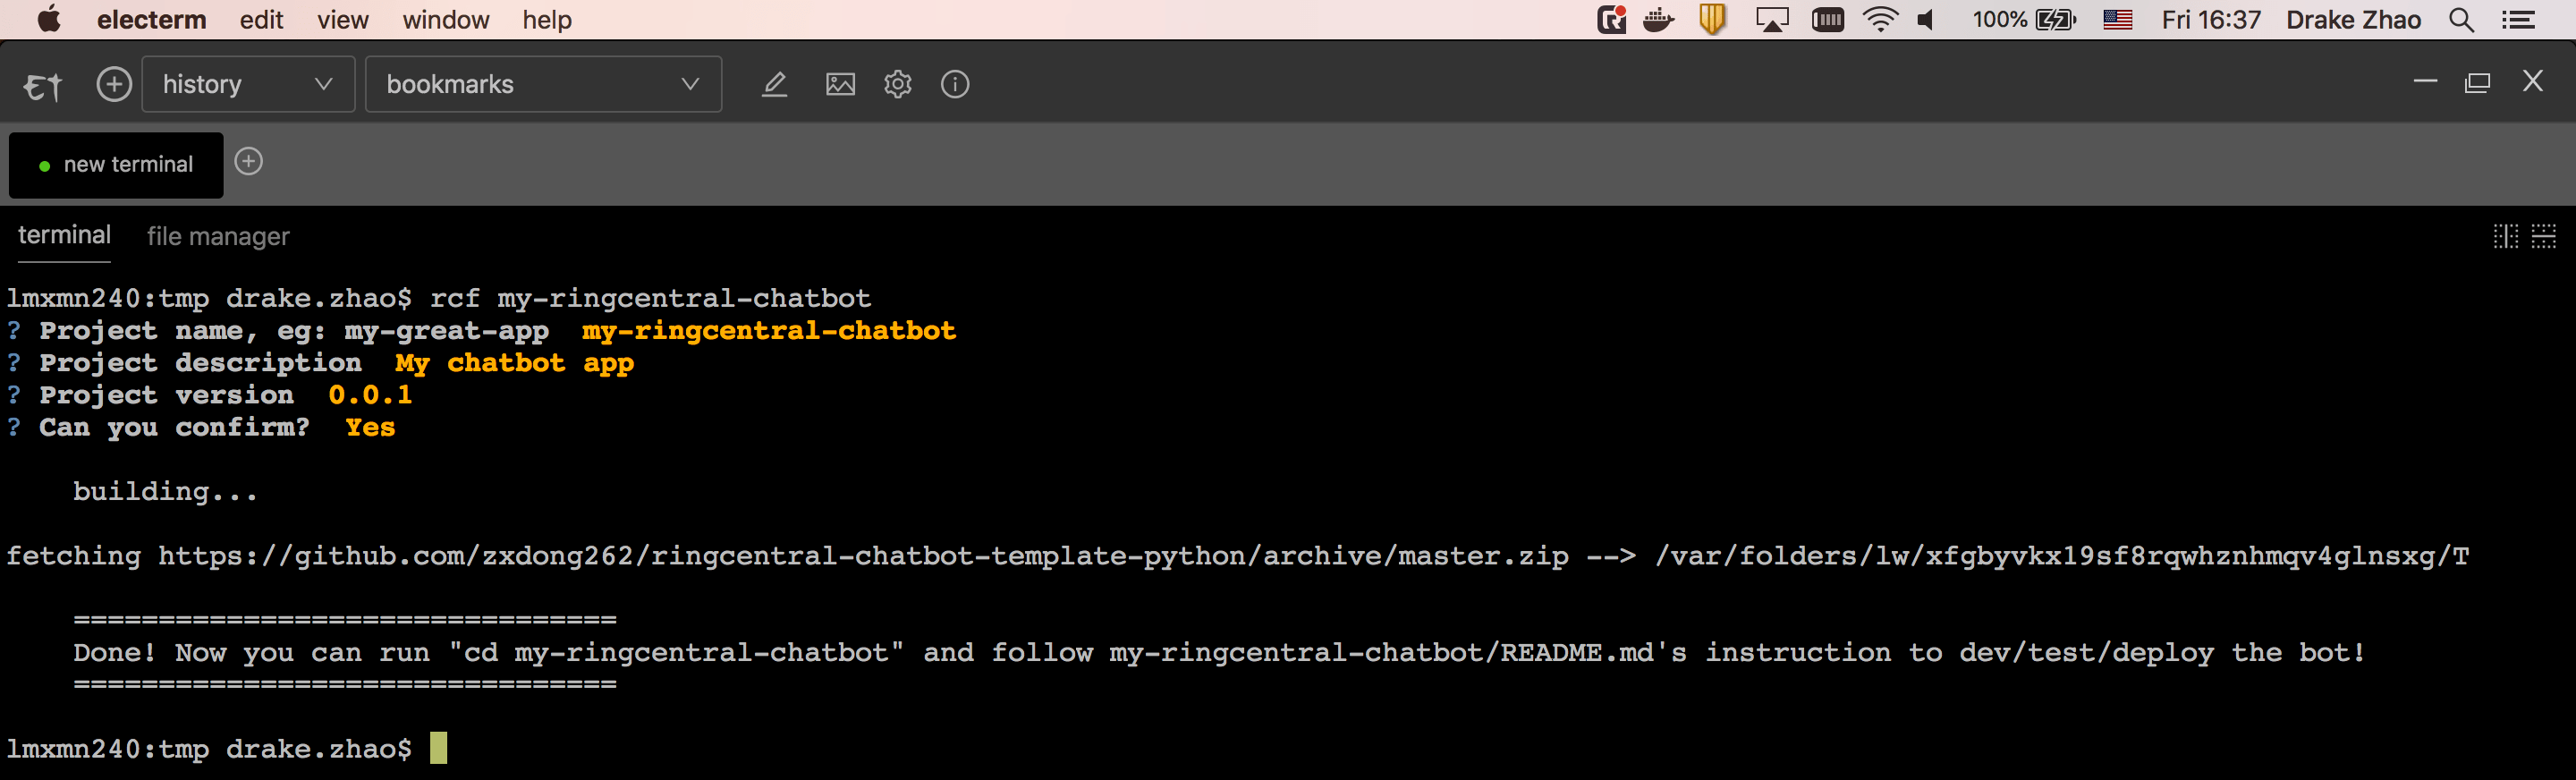 electerm edit view window help 100% Fri 16:37 Drake Zhao
history bookmarks
new terminal
terminal file manager
lmxmn240:tmp drake.zhao$ rcf my-ringcentral-chatbot
? Project name, eg: my-great-app my-ringcentral-chatbot
? Project description My chatbot app
? Project version 0.0.1
? Can you confirm? Yes
building...
fetching https://github.com/zxdong262/ringcentral-chatbot-template-python/archive/master.zip --> /var/folders/lw/xfgbyvkx19sf8rqwhznhmqv4glnsxg/T
================================
Done! Now you can run "cd my-ringcentral-chatbot" and follow my-ringcentral-chatbot/README.md's instruction to dev/test/deploy the bot!
================================
lmxmn240:tmp drake.zhao$